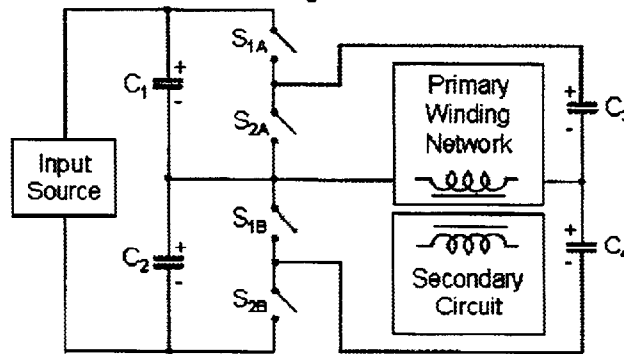 S1A
C1
+
-
S2A
Primary
Winding
Network
+
-
C3
Input
Source
S1B
C2
+
-
S2B
Secondary
Circuit
+
-
C4